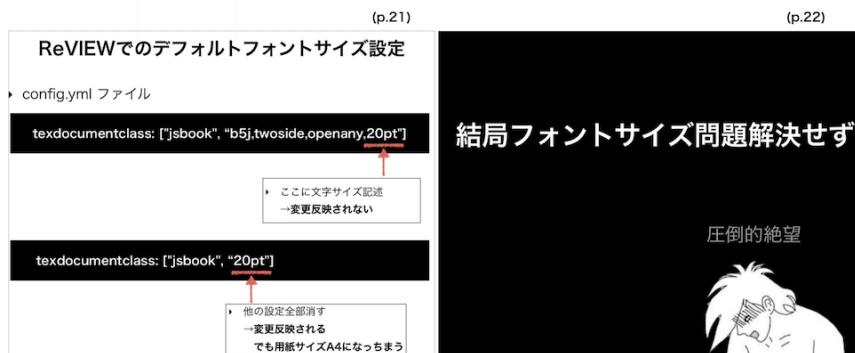 (p.21)
ReVIEWでのデフォルトフォントサイズ設定
config.yml ファイル
texdocumentclass: ["jsbook", “b5j,twoside,openany,20pt"]
ここに文字サイズ記述
→変更反映されない
texdocumentclass: ["jsbook", “20pt"]
他の設定全部消す
→変更反映される
でも用紙サイズA4になっちまう
(p.22)
結局フォントサイズ問題解決せず
圧倒的絶望